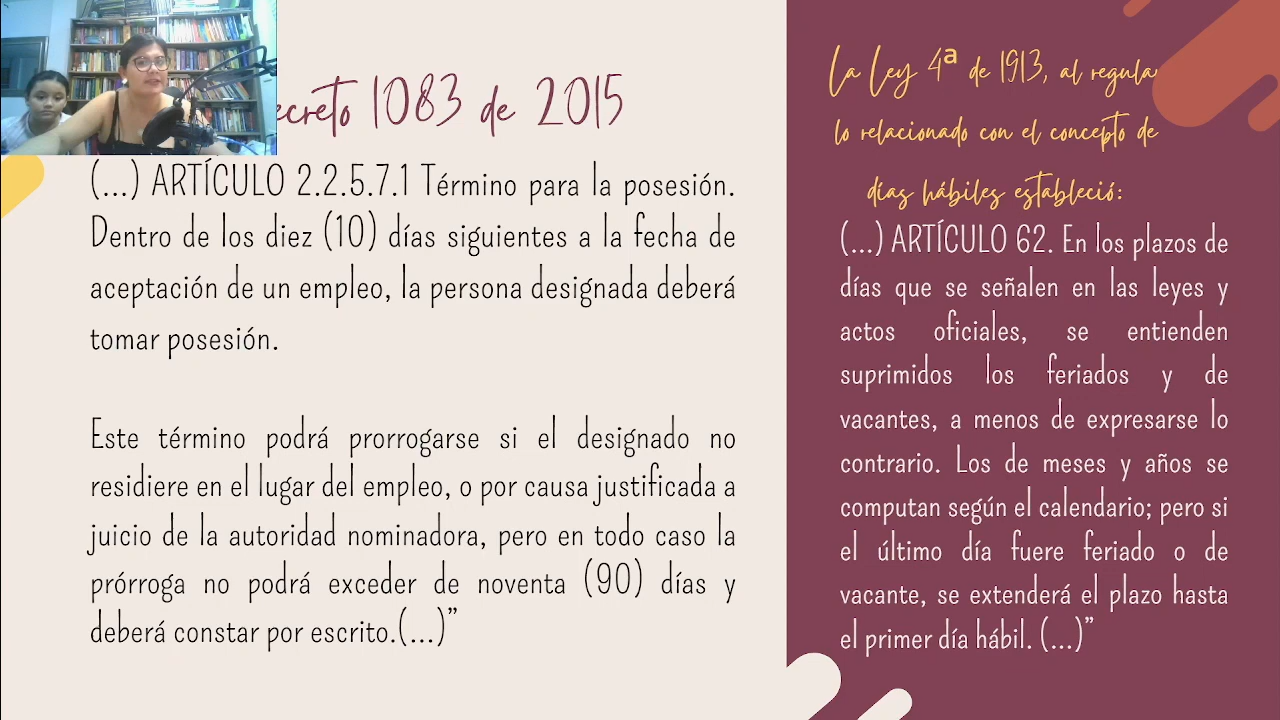 ecreto 1083 de 2015
(...) ARTÍCULO 2.2.5.7.1 Término para la posesión.
Dentro de los diez (10) días siguientes a la fecha de
aceptación de un empleo, la persona designada deberá
tomar posesión.
Este término podrá prorrogarse si el designado no
residiere en el lugar del empleo, o por causa justificada a
juicio de la autoridad nominadora, pero en todo caso la
prórroga no podrá exceder de noventa (90) días y
deberá constar por escrito.(...)”
La Ley 4ª de 1913, al regula
lo relacionado con el concepto de
días hábiles estableció:
(...) ARTÍCULO 62. En los plazos de
días que se señalen en las leyes y
actos oficiales, se entienden
suprimidos los feriados y de
vacantes, a menos de expresarse lo
contrario. Los de meses y años se
computan según el calendario; pero si
el último día fuere feriado o de
vacante, se extenderá el plazo hasta
el primer día hábil. (...)”